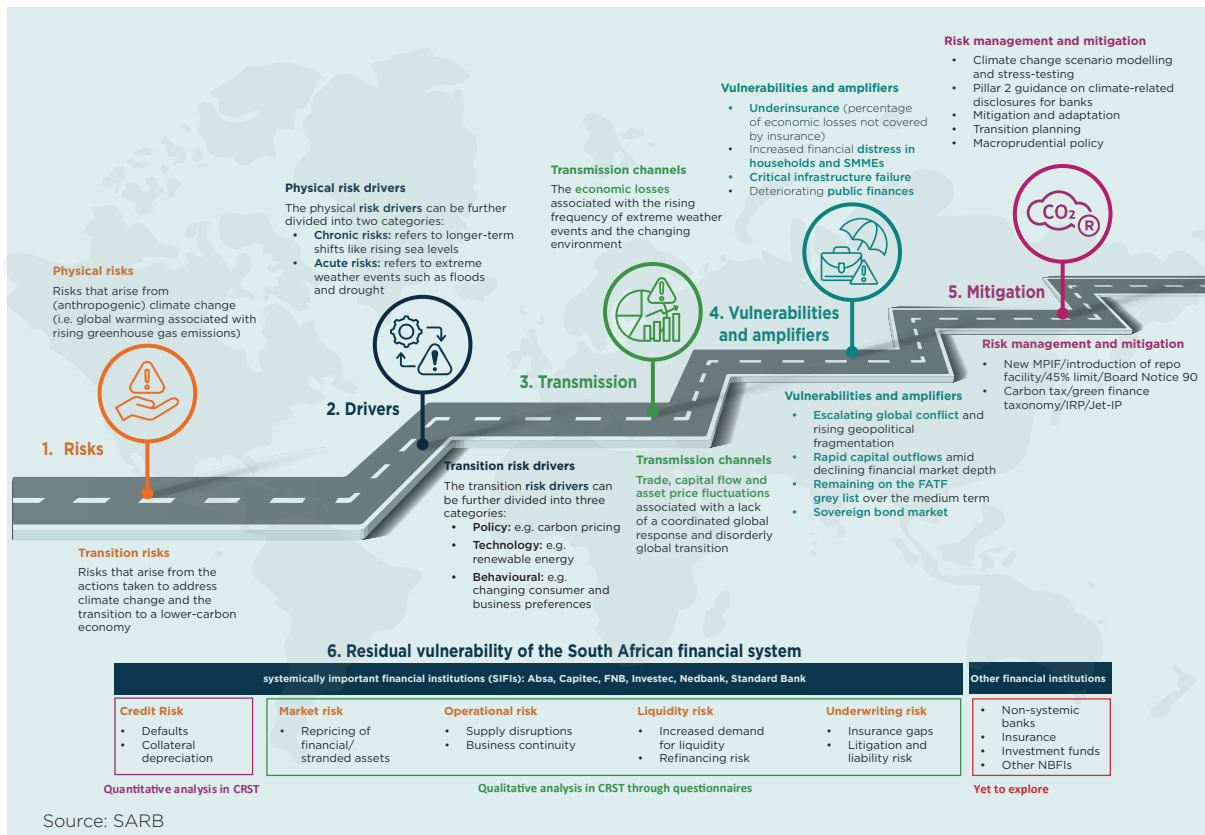 Physical risks
Risks that arise from
(anthropogenic) climate change
(i.e. global warming associated with
rising greenhouse gas emissions)
1. Risks
Transition risks
Risks that arise from the
actions taken to address
climate change and the
transition to a lower-carbon
economy
Physical risk drivers
The physical risk drivers can be further
divided into two categories:
• Chronic risks: refers to longer-term
shifts like rising sea levels
• Acute risks: refers to extreme
weather events such as floods
and drought
2. Drivers
Transition risk drivers
The transition risk drivers can
be further divided into three
categories:
• Policy: e.g. carbon pricing
• Technology: e.g.
renewable energy
• Behavioural: e.g.
changing consumer and
business preferences
Transmission channels
The economic losses
associated with the rising
frequency of extreme weather
events and the changing
environment
3. Transmission
Transmission channels
Trade, capital flow and
asset price fluctuations
associated with a lack
of a coordinated global
response and disorderly
global transition
Vulnerabilities and amplifiers
• Underinsurance (percentage
of economic losses not covered
by insurance)
• Increased financial distress in
households and SMMEs
• Critical infrastructure failure
• Deteriorating public finances
4. Vulnerabilities
and amplifiers
Vulnerabilities and amplifiers
• Escalating global conflict and
rising geopolitical
fragmentation
• Rapid capital outflows amid
declining financial market depth
• Remaining on the FATF
grey list over the medium term
• Sovereign bond market
Risk management and mitigation
• Climate change scenario modelling
and stress-testing
• Pillar 2 guidance on climate-related
disclosures for banks
• Mitigation and adaptation
• Transition planning
• Macroprudential policy
CO2
R
5. Mitigation
Risk management and mitigation
• New MPIF/introduction of repo
facility/45% limit/Board Notice 90
• Carbon tax/green finance
taxonomy/IRP/Jet-IP
6. Residual vulnerability of the South African financial system
systemically important financial institutions (SIFIs): Absa, Capitec, FNB, Investec, Nedbank, Standard Bank
Other financial institutions
Credit Risk
• Defaults
• Collateral
depreciation
Market risk
• Repricing of
financial/
stranded assets
Operational risk
• Supply disruptions
• Business continuity
Liquidity risk
• Increased demand
for liquidity
• Refinancing risk
Underwriting risk
• Insurance gaps
• Litigation and
liability risk
• Non-systemic
banks
• Insurance
• Investment funds
• Other NBFIs
Quantitative analysis in CRST
Qualitative analysis in CRST through questionnaires
Yet to explore
Source: SARB